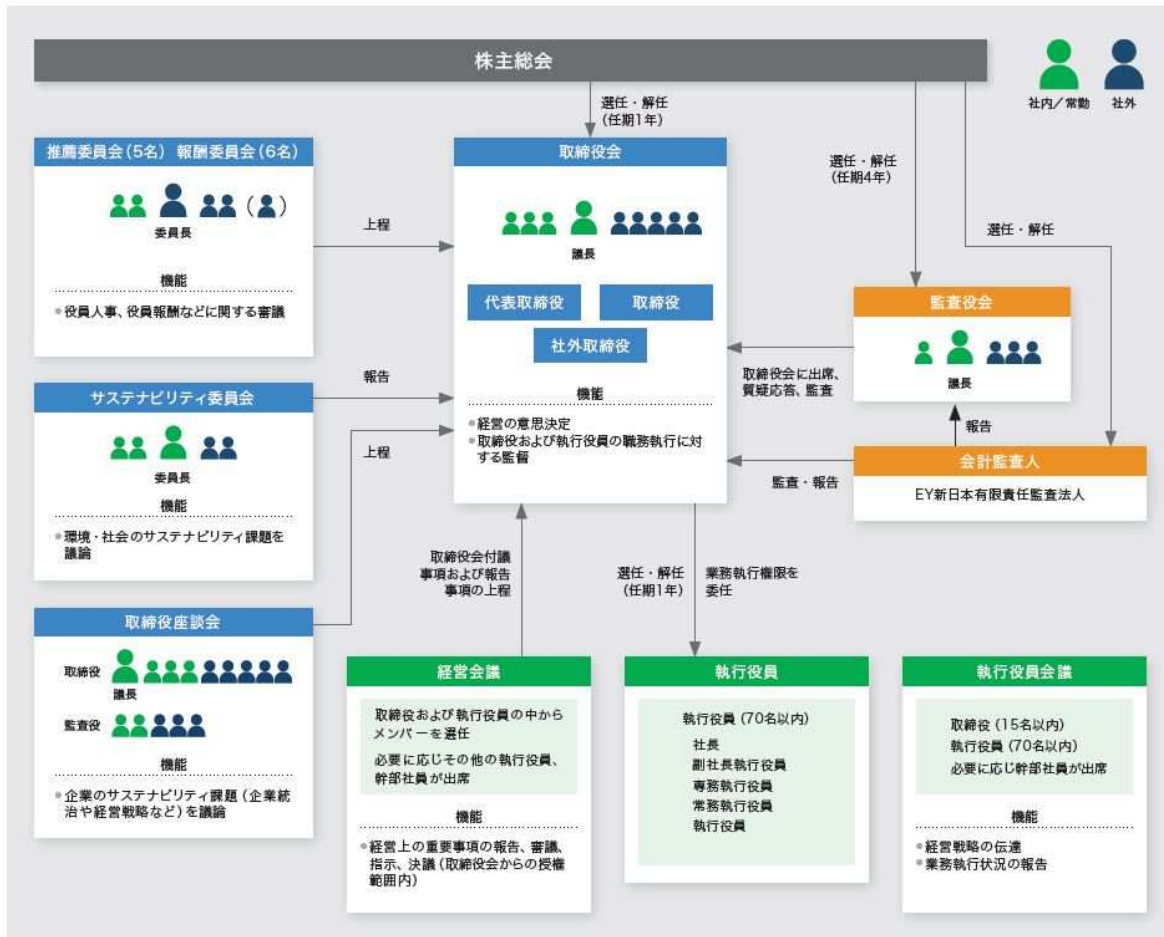 株主総会
社内／常勤
社外
選任・解任
(任期1年)
選任・解任
(任期4年)
選任・解任
推薦委員会(5名) 報酬委員会(6名)
( )
委員長
機能
役員人事、役員報酬などに関する審議
上程
取締役会
議長
代表取締役
取締役
社外取締役
機能
経営の意思決定
取締役および執行役員の職務執行に対
する監督
監査役会
議長
取締役会に出席、
質疑応答、監査
報告
会計監査人
EY新日本有限責任監査法人
監査・報告
サステナビリティ委員会
委員長
機能
環境・社会のサステナビリティ課題を
議論
報告
上程
取締役座談会
取締役
議長
監査役
機能
企業のサステナビリティ課題(企業統
治や経営戦略など)を議論
取締役会付議
事項および報告
事項の上程
選任・解任
(任期1年)
業務執行権限を
委任
経営会議
取締役および執行役員の中から
メンバーを選任
必要に応じその他の執行役員、
幹部社員が出席
機能
経営上の重要事項の報告、審議、
指示、決議(取締役会からの授権
範囲内)
執行役員
執行役員(70名以内)
社長
副社長執行役員
専務執行役員
常務執行役員
執行役員
執行役員会議
取締役(15名以内)
執行役員(70名以内)
必要に応じ幹部社員が出席
機能
経営戦略の伝達
業務執行状況の報告